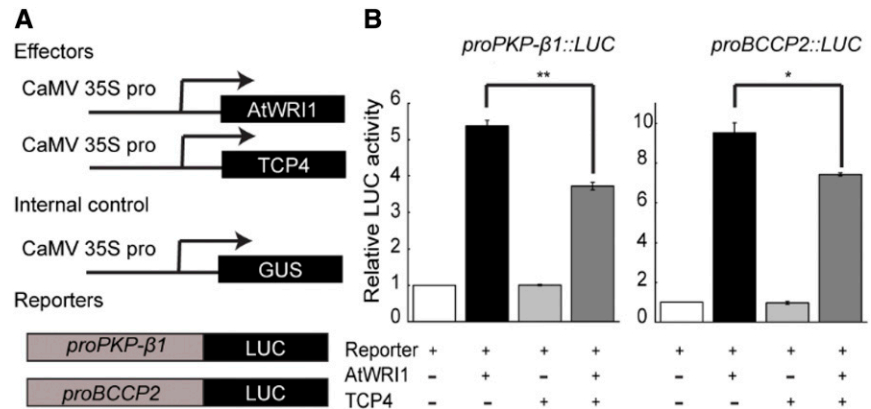 A
Effectors
CaMV 35S pro
AtWRI1
CaMV 35S pro
TCP4
Internal control
CaMV 35S pro
GUS
Reporters
proPKP-β1 LUC
proBCCP2 LUC
B
proPKP-β1::LUC
proBCCP2::LUC
** 
*
Relative LUC activity
6
5
4
3
2
1
0
10
8
6
4
2
0
Reporter + + + + + + + +
AtWRI1 – + – + – + – +
TCP4 – – + + – – + +